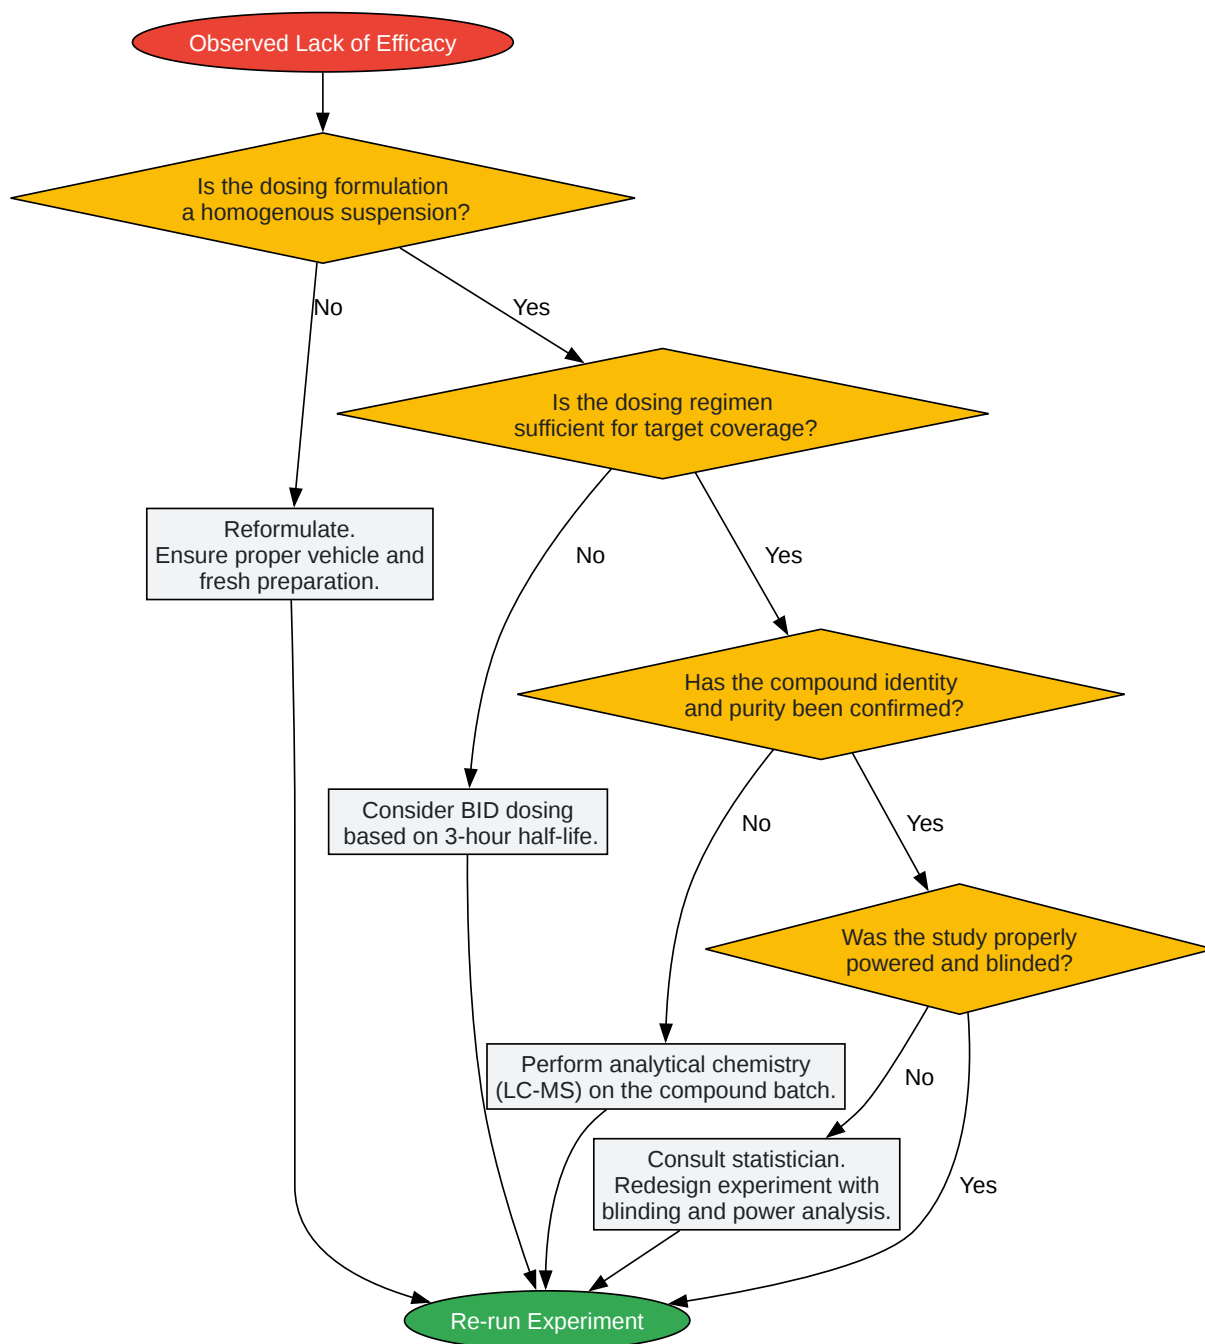 Observed Lack of Efficacy
Is the dosing formulation
a homogenous suspension?
No
Yes
Is the dosing regimen
sufficient for target coverage?
Reformulate.
Ensure proper vehicle and
fresh preparation.
No
Yes
Has the compound identity
and purity been confirmed?
Consider BID dosing
based on 3-hour half-life.
No
Yes
Was the study properly
powered and blinded?
Perform analytical chemistry
(LC-MS) on the compound batch.
No
Consult statistician.
Redesign experiment with
blinding and power analysis.
Yes
Re-run Experiment